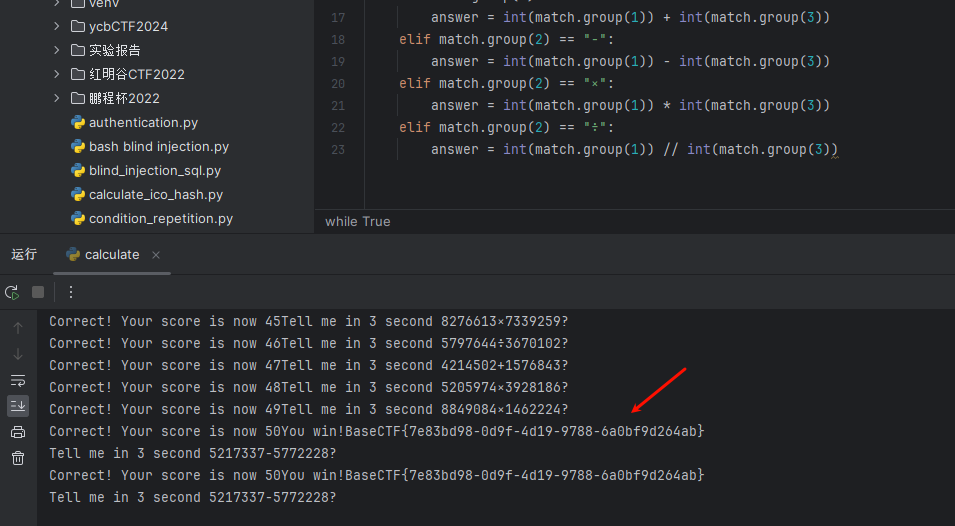 venv
ycbCTF2024
实验报告
红明谷CTF2022
鹏程杯2022
authentication.py
bash blind injection.py
blind_injection_sql.py
calculate_ico_hash.py
condition_repetition.py
17 answer = int(match.group(1)) + int(match.group(3))
18 elif match.group(2) == "-":
19 answer = int(match.group(1)) - int(match.group(3))
20 elif match.group(2) == "×":
21 answer = int(match.group(1)) * int(match.group(3))
22 elif match.group(2) == "÷":
23 answer = int(match.group(1)) // int(match.group(3))
while True
运行 calculate
Correct! Your score is now 45Tell me in 3 second 8276613×7339259?
Correct! Your score is now 46Tell me in 3 second 5797644÷3670102?
Correct! Your score is now 47Tell me in 3 second 4214502+1576843?
Correct! Your score is now 48Tell me in 3 second 5205974×3928186?
Correct! Your score is now 49Tell me in 3 second 8849084×1462224?
Correct! Your score is now 50You win!BaseCTF{7e83bd98-0d9f-4d19-9788-6a0bf9d264ab}
Tell me in 3 second 5217337-5772228?
Correct! Your score is now 50You win!BaseCTF{7e83bd98-0d9f-4d19-9788-6a0bf9d264ab}
Tell me in 3 second 5217337-5772228?